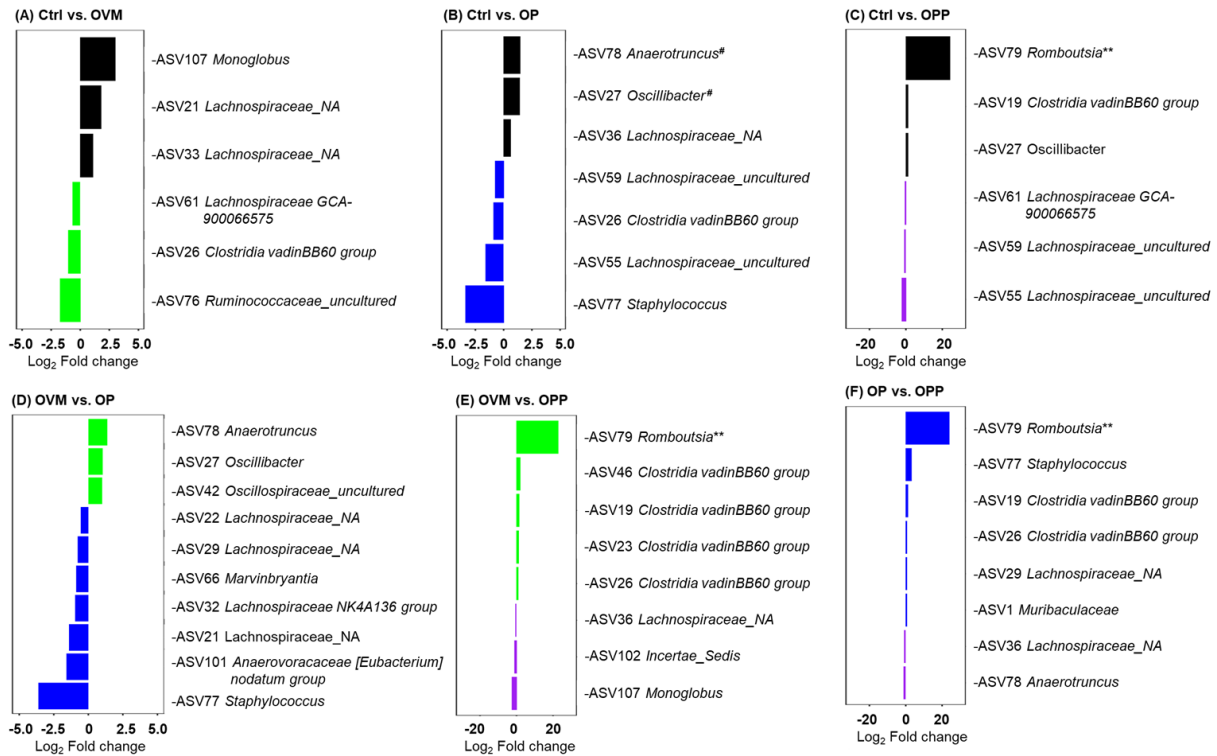 (A) Ctrl vs. OVM
-ASV107 Monoglobus
-ASV21 Lachnospiraceae_NA
-ASV33 Lachnospiraceae_NA
-ASV61 Lachnospiraceae GCA-
900066575
-ASV26 Clostridia vadinBB60 group
-ASV76 Ruminococcaceae_uncultured
-5.0 -2.5 0 2.5 5.0
Log2 Fold change
(B) Ctrl vs. OP
-ASV78 Anaerotruncus#
-ASV27 Oscillibacter#
-ASV36 Lachnospiraceae_NA
-ASV59 Lachnospiraceae_uncultured
-ASV26 Clostridia vadinBB60 group
-ASV55 Lachnospiraceae_uncultured
-ASV77 Staphylococcus
-5.0 -2.5 0 2.5 5.0
Log2 Fold change
(C) Ctrl vs. OPP
-ASV79 Romboutsia**
-ASV19 Clostridia vadinBB60 group
-ASV27 Oscillibacter
-ASV61 Lachnospiraceae GCA-
900066575
-ASV59 Lachnospiraceae_uncultured
-ASV55 Lachnospiraceae_uncultured
-20 0 20
Log2 Fold change
(D) OVM vs. OP
-ASV78 Anaerotruncus
-ASV27 Oscillibacter
-ASV42 Oscillospiraceae_uncultured
-ASV22 Lachnospiraceae_NA
-ASV29 Lachnospiraceae_NA
-ASV66 Marvinbryantia
-ASV32 Lachnospiraceae NK4A136 group
-ASV21 Lachnospiraceae_NA
-ASV101 Anaerovoracaceae [Eubacterium]
nodatum group
-ASV77 Staphylococcus
-5.0 -2.5 0 2.5 5.0
Log2 Fold change
(E) OVM vs. OPP
-ASV79 Romboutsia**
-ASV46 Clostridia vadinBB60 group
-ASV19 Clostridia vadinBB60 group
-ASV23 Clostridia vadinBB60 group
-ASV26 Clostridia vadinBB60 group
-ASV36 Lachnospiraceae_NA
-ASV102 Incertae_Sedis
-ASV107 Monoglobus
-20 0 20
Log2 Fold change
(F) OP vs. OPP
-ASV79 Romboutsia**
-ASV77 Staphylococcus
-ASV19 Clostridia vadinBB60 group
-ASV26 Clostridia vadinBB60 group
-ASV29 Lachnospiraceae_NA
-ASV1 Muribaculaceae
-ASV36 Lachnospiraceae_NA
-ASV78 Anaerotruncus
-20 0 20
Log2 Fold change